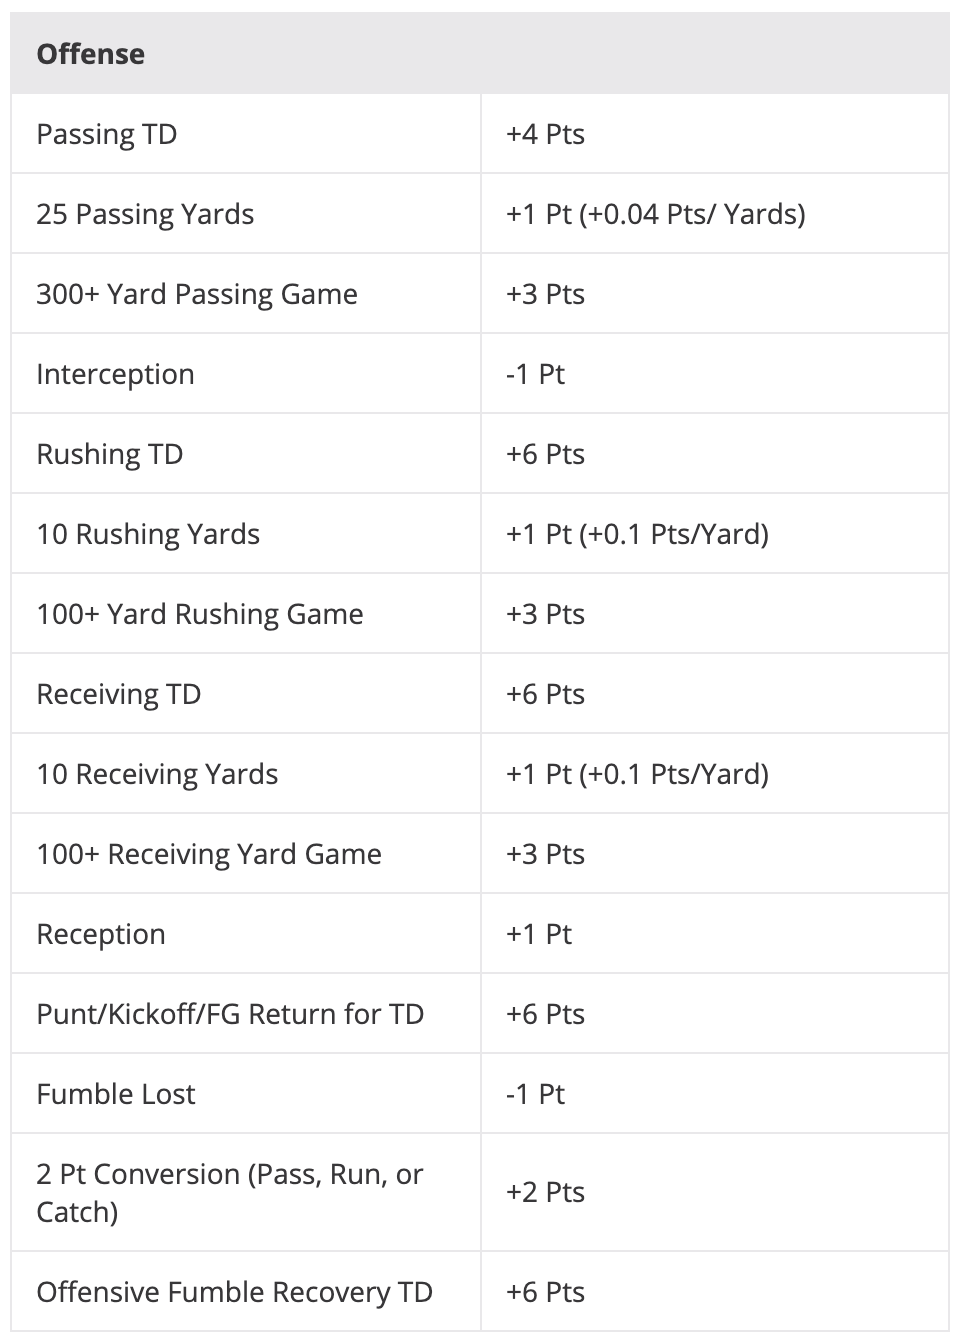 Offense
Passing TD
+4 Pts
25 Passing Yards
+1 Pt (+0.04 Pts/ Yards)
300+ Yard Passing Game
+3 Pts
Interception
-1 Pt
Rushing TD
+6 Pts
10 Rushing Yards
+1 Pt (+0.1 Pts/Yard)
100+ Yard Rushing Game
+3 Pts
Receiving TD
+6 Pts
10 Receiving Yards
+1 Pt (+0.1 Pts/Yard)
100+ Receiving Yard Game
+3 Pts
Reception
+1 Pt
Punt/Kickoff/FG Return for TD
+6 Pts
Fumble Lost
-1 Pt
2 Pt Conversion (Pass, Run, or
Catch)
+2 Pts
Offensive Fumble Recovery TD
+6 Pts